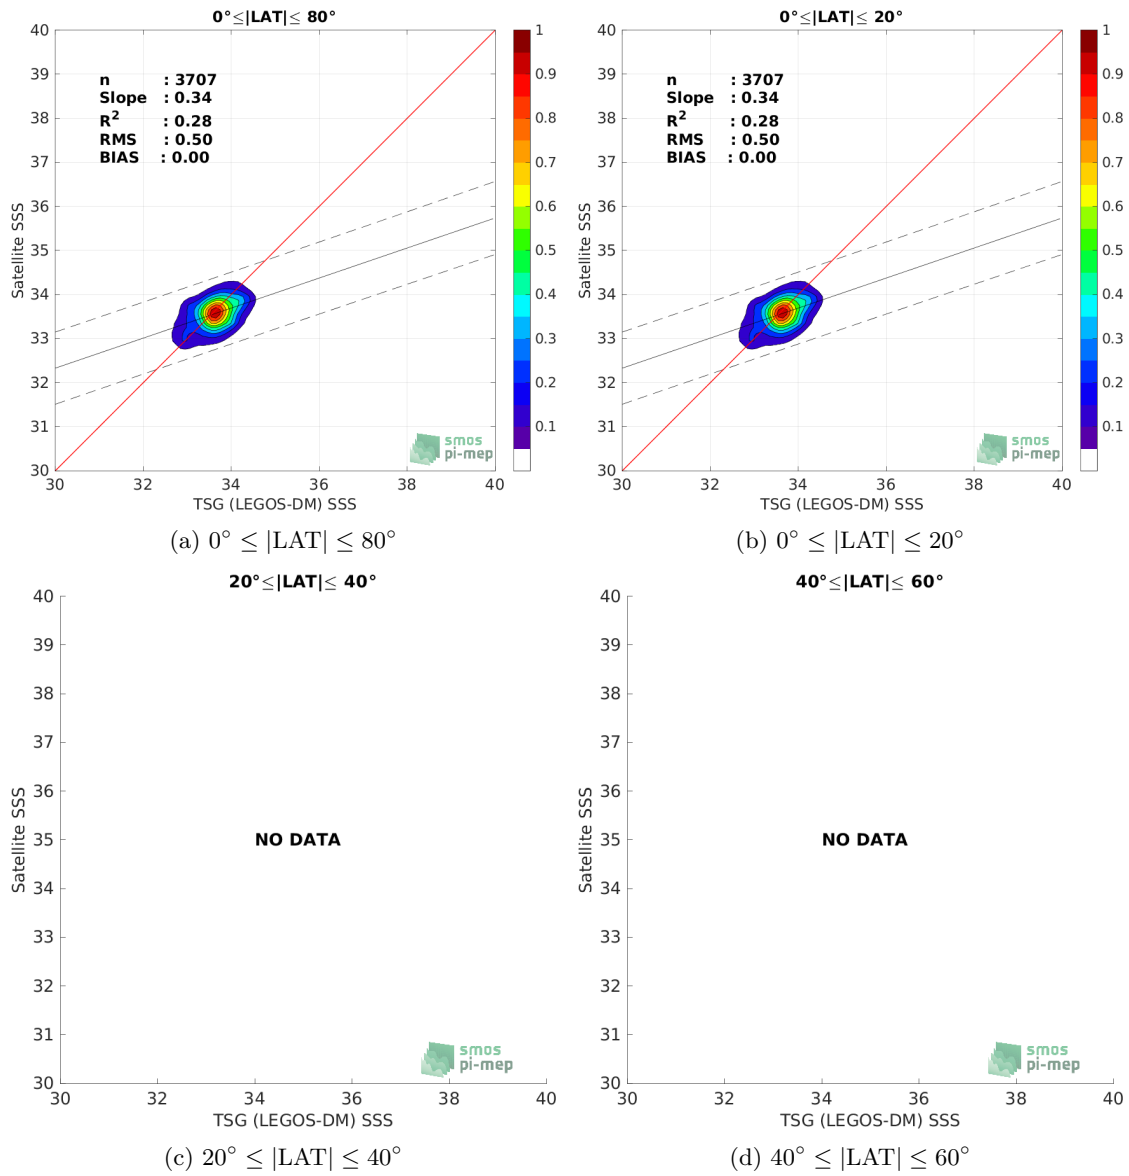 0°≤|LAT|≤ 80°
40
39
38
37
36
35
34
33
32
31
30
30 32 34 36 38 40
Satellite SSS
TSG (LEGOS-DM) SSS
n : 3707
Slope : 0.34
R² : 0.28
RMS : 0.50
BIAS : 0.00
1
0.9
0.8
0.7
0.6
0.5
0.4
0.3
0.2
0.1
smos
pi-mep
(a) 0° ≤ |LAT| ≤ 80°
0°≤|LAT|≤ 20°
40
39
38
37
36
35
34
33
32
31
30
30 32 34 36 38 40
Satellite SSS
TSG (LEGOS-DM) SSS
n : 3707
Slope : 0.34
R² : 0.28
RMS : 0.50
BIAS : 0.00
1
0.9
0.8
0.7
0.6
0.5
0.4
0.3
0.2
0.1
smos
pi-mep
(b) 0° ≤ |LAT| ≤ 20°
20°≤|LAT|≤ 40°
40
39
38
37
36
35
34
33
32
31
30
30 32 34 36 38 40
Satellite SSS
TSG (LEGOS-DM) SSS
NO DATA
smos
pi-mep
(c) 20° ≤ |LAT| ≤ 40°
40°≤|LAT|≤ 60°
40
39
38
37
36
35
34
33
32
31
30
30 32 34 36 38 40
Satellite SSS
TSG (LEGOS-DM) SSS
NO DATA
smos
pi-mep
(d) 40° ≤ |LAT| ≤ 60°